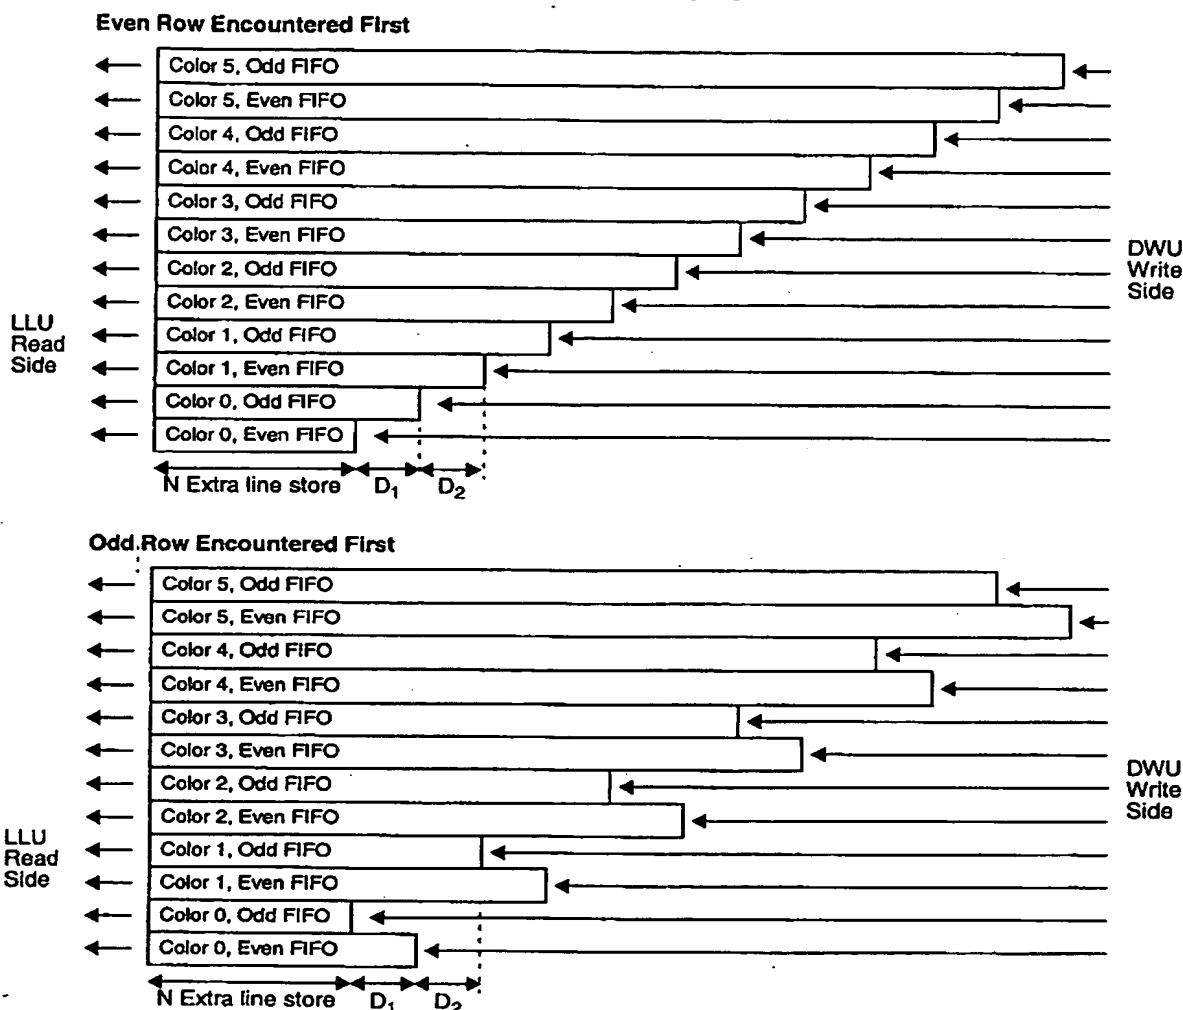 Even Row Encountered First
Color 5, Odd FIFO
Color 5, Even FIFO
Color 4, Odd FIFO
Color 4, Even FIFO
Color 3, Odd FIFO
Color 3, Even FIFO
Color 2, Odd FIFO
Color 2, Even FIFO
Color 1, Odd FIFO
Color 1, Even FIFO
Color 0, Odd FIFO
Color 0, Even FIFO
LLU
Read
Side
DWU
Write
Side
N Extra line store D1 D2
Odd Row Encountered First
Color 5, Odd FIFO
Color 5, Even FIFO
Color 4, Odd FIFO
Color 4, Even FIFO
Color 3, Odd FIFO
Color 3, Even FIFO
Color 2, Odd FIFO
Color 2, Even FIFO
Color 1, Odd FIFO
Color 1, Even FIFO
Color 0, Odd FIFO
Color 0, Even FIFO
LLU
Read
Side
DWU
Write
Side
N Extra line store D1 D2